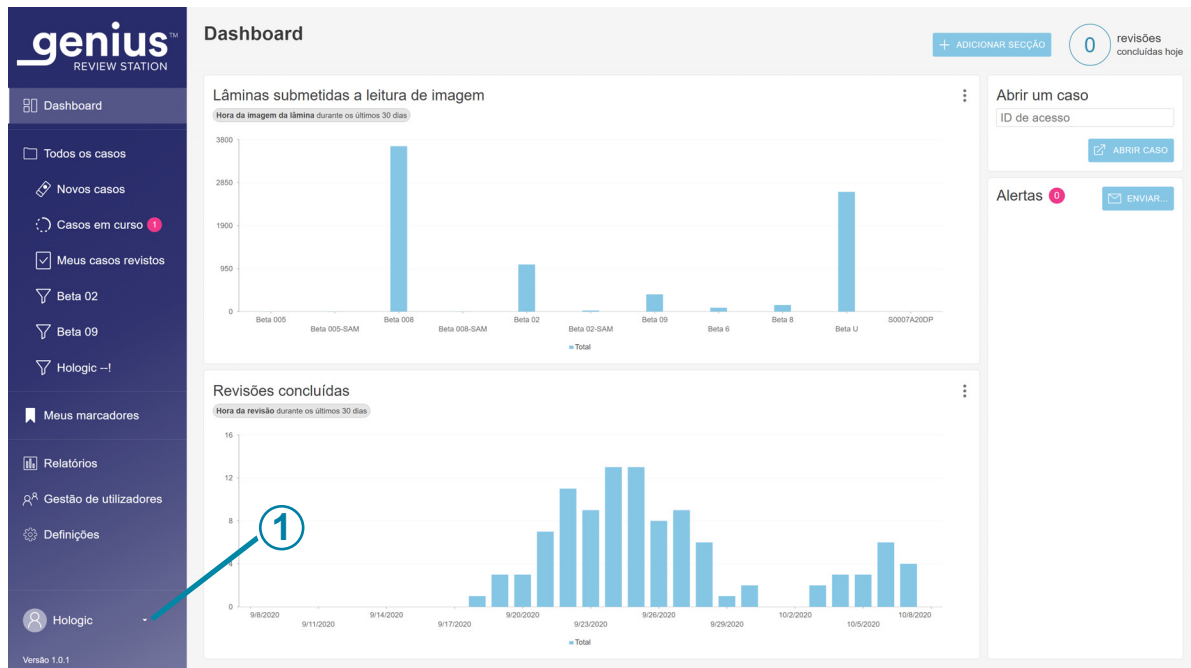 genius™
REVIEW STATION
Dashboard
Todos os casos
Novos casos
Casos em curso 1
Meus casos revistos
Beta 02
Beta 09
Hologic --!
Meus marcadores
Relatórios
Gestão de utilizadores
Definições
Hologic
Versão 1.0.1
Dashboard
+ ADICIONAR SECÇÃO
0 revisões
concluídas hoje
Lâminas submetidas a leitura de imagem
Hora da imagem da lâmina durante os últimos 30 dias
3800
2850
1900
950
0
Beta 005 Beta 008 Beta 02 Beta 09 Beta 8 S0007A20DP
Beta 005-SAM Beta 008-SAM Beta 02-SAM Beta 6 Beta U
Total
Revisões concluídas
Hora da revisão durante os últimos 30 dias
16
12
8
4
0
9/8/2020 9/14/2020 9/20/2020 9/26/2020 10/2/2020 10/8/2020
9/11/2020 9/17/2020 9/23/2020 9/29/2020 10/5/2020
Total
1
Abrir um caso
ID de acesso
ABRIR CASO
Alertas 0
ENVIAR...